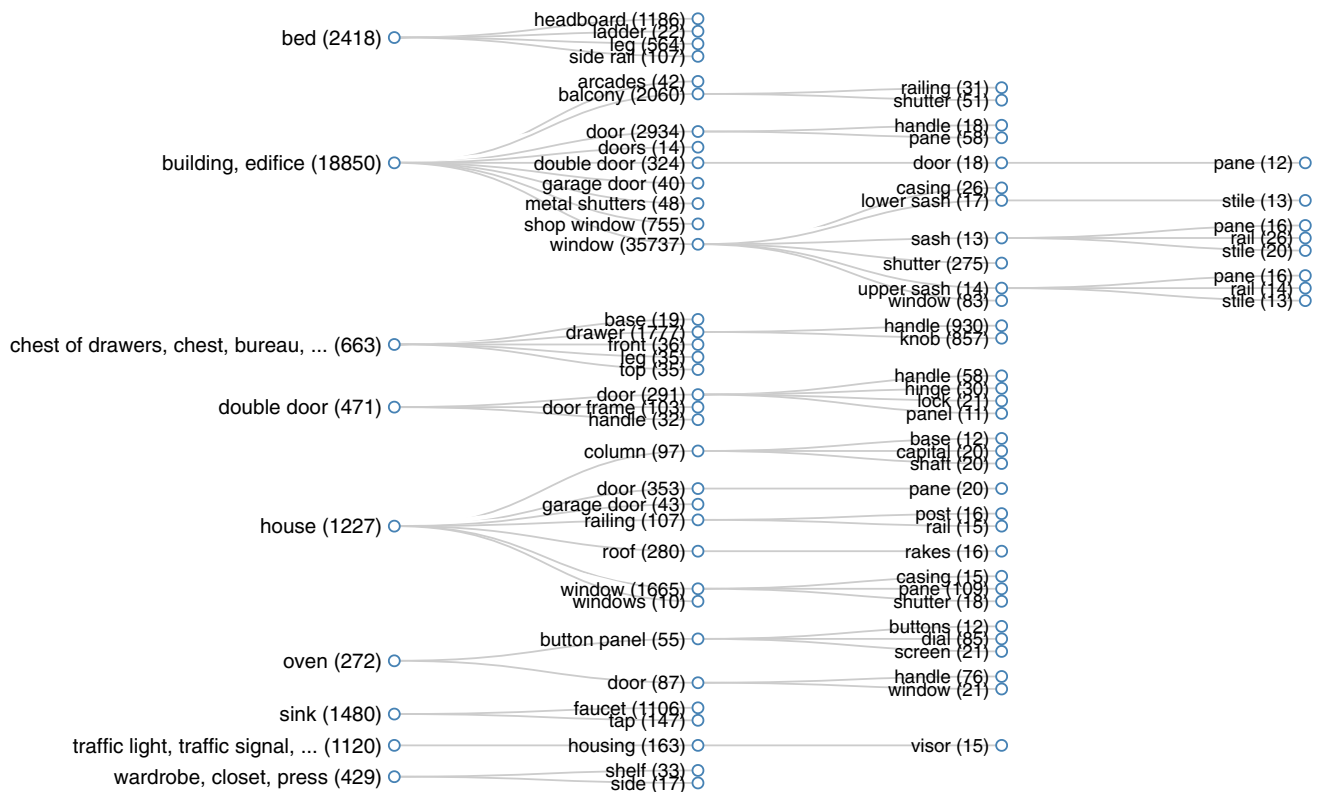 bed (2418)
headboard (1186)
ladder (22)
leg (564)
side rail (107)
building, edifice (18850)
arcades (42)
balcony (2060)
railing (31)
shutter (51)
door (2934)
handle (18)
pane (58)
doors (14)
double door (324)
door (18)
pane (12)
garage door (40)
metal shutters (48)
shop window (755)
window (35737)
casing (26)
lower sash (17)
stile (13)
sash (13)
pane (16)
rail (26)
stile (20)
shutter (275)
upper sash (14)
pane (16)
rail (14)
stile (13)
window (83)
chest of drawers, chest, bureau, ... (663)
base (19)
drawer (1777)
handle (930)
knob (857)
front (36)
leg (35)
top (35)
double door (471)
door (291)
handle (58)
hinge (30)
lock (21)
panel (11)
door frame (103)
handle (32)
house (1227)
column (97)
base (12)
capital (20)
shaft (20)
door (353)
pane (20)
garage door (43)
railing (107)
post (16)
rail (15)
roof (280)
rakes (16)
window (1665)
casing (15)
pane (109)
shutter (18)
windows (10)
oven (272)
button panel (55)
buttons (12)
dial (85)
screen (21)
door (87)
handle (76)
window (21)
sink (1480)
faucet (1106)
tap (147)
traffic light, traffic signal, ... (1120)
housing (163)
visor (15)
wardrobe, closet, press (429)
shelf (33)
side (17)